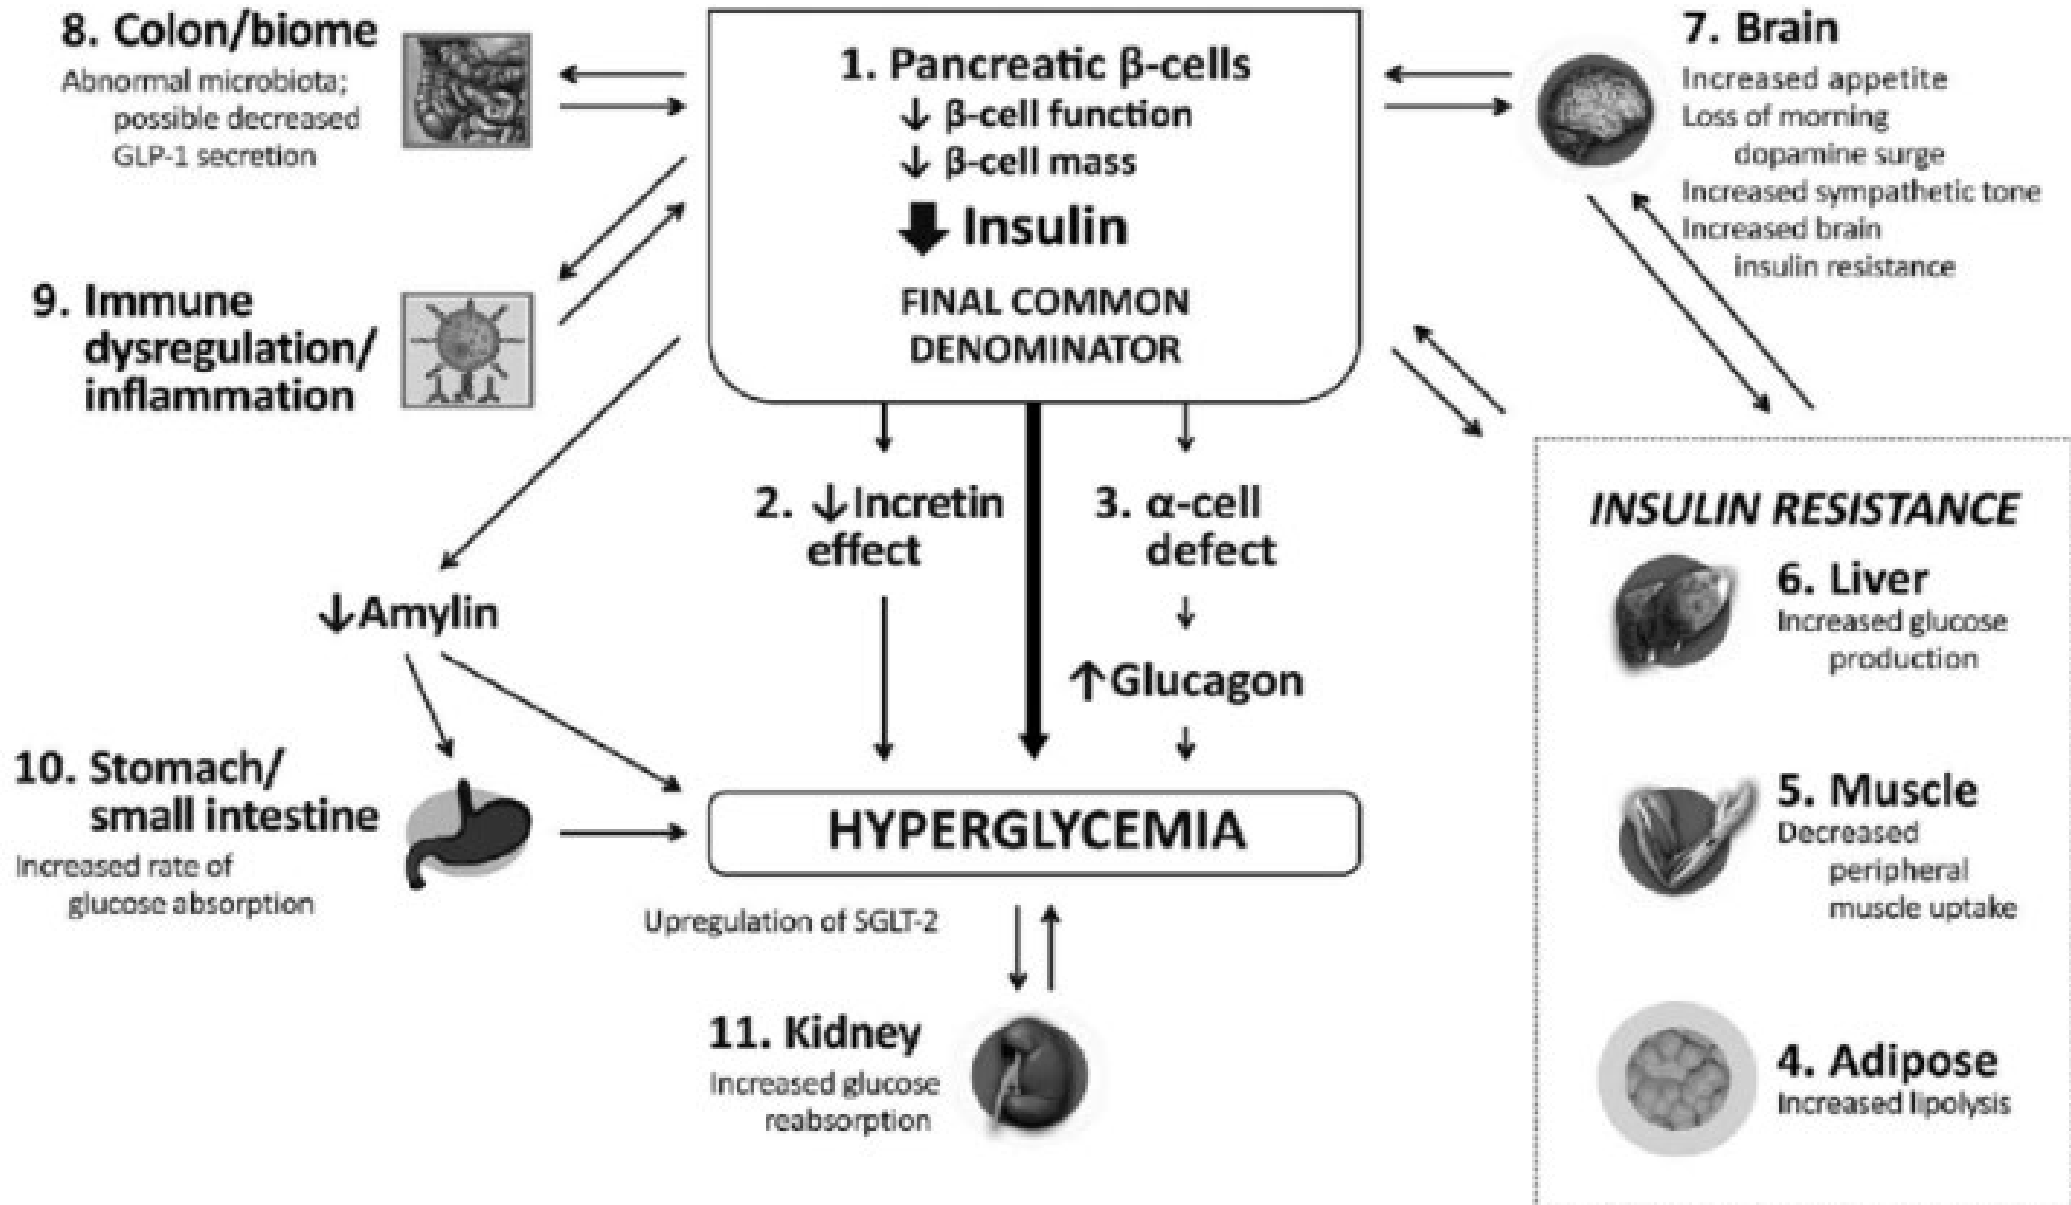 8. Colon/biome
Abnormal microbiota;
possible decreased
GLP-1 secretion
1. Pancreatic β-cells
↓ β-cell function
↓ β-cell mass
↓ Insulin
FINAL COMMON
DENOMINATOR
7. Brain
Increased appetite
Loss of morning
dopamine surge
Increased sympathetic tone
Increased brain
insulin resistance
9. Immune
dysregulation/
inflammation
2. ↓Incretin
effect
3. α-cell
defect
↑Glucagon
↓Amylin
INSULIN RESISTANCE
6. Liver
Increased glucose
production
5. Muscle
Decreased
peripheral
muscle uptake
4. Adipose
Increased lipolysis
10. Stomach/
small intestine
Increased rate of
glucose absorption
HYPERGLYCEMIA
Upregulation of SGLT-2
11. Kidney
Increased glucose
reabsorption